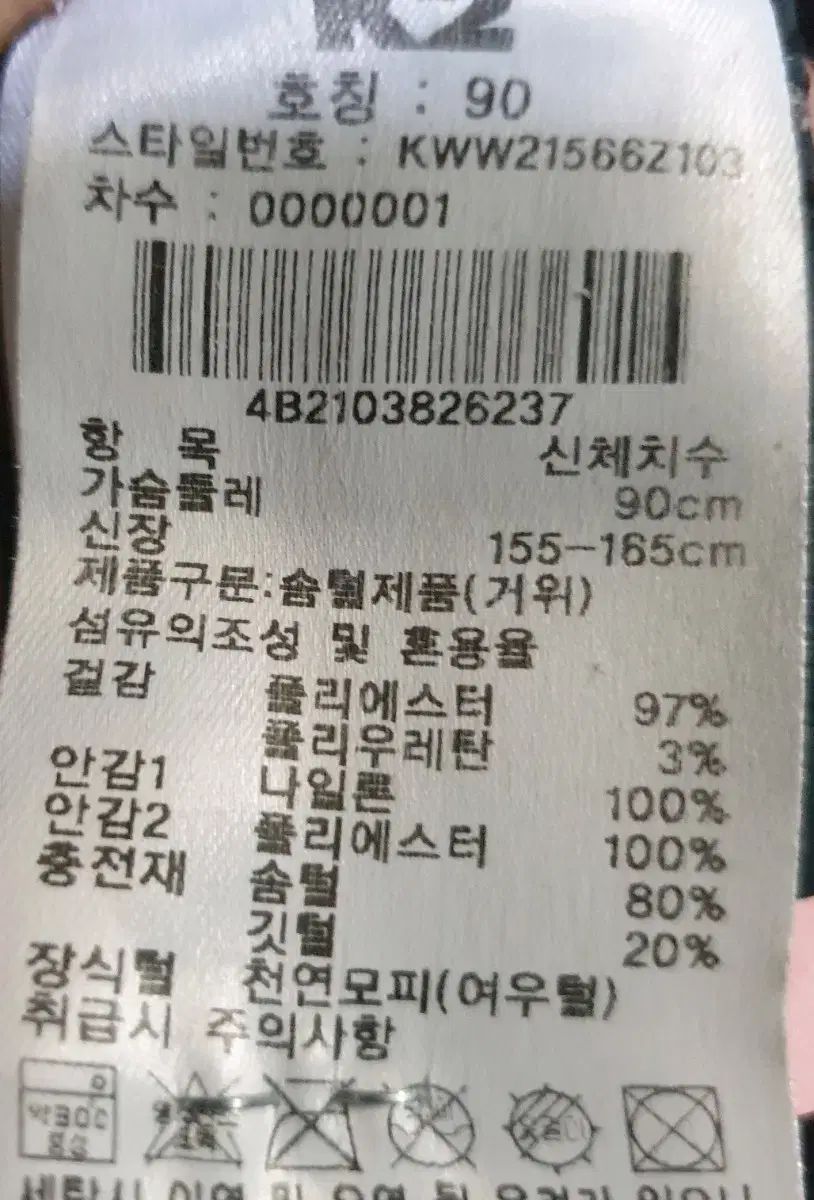 K2
호칭 : 90
스타일번호 : KWW215662103
차수 : 0000001
4B2103826237
항 목 신체치수
가슴둘레 90cm
신장 155-165cm
제품구분:솜털제품(거위)
섬유의조성 및 혼용율
겉감 폴리에스터 97%
폴리우레탄 3%
안감1 나일론 100%
안감2 폴리에스터 100%
충전재 솜털 80%
깃털 20%
장식털 천연모피(여우털)
취급시 주의사항